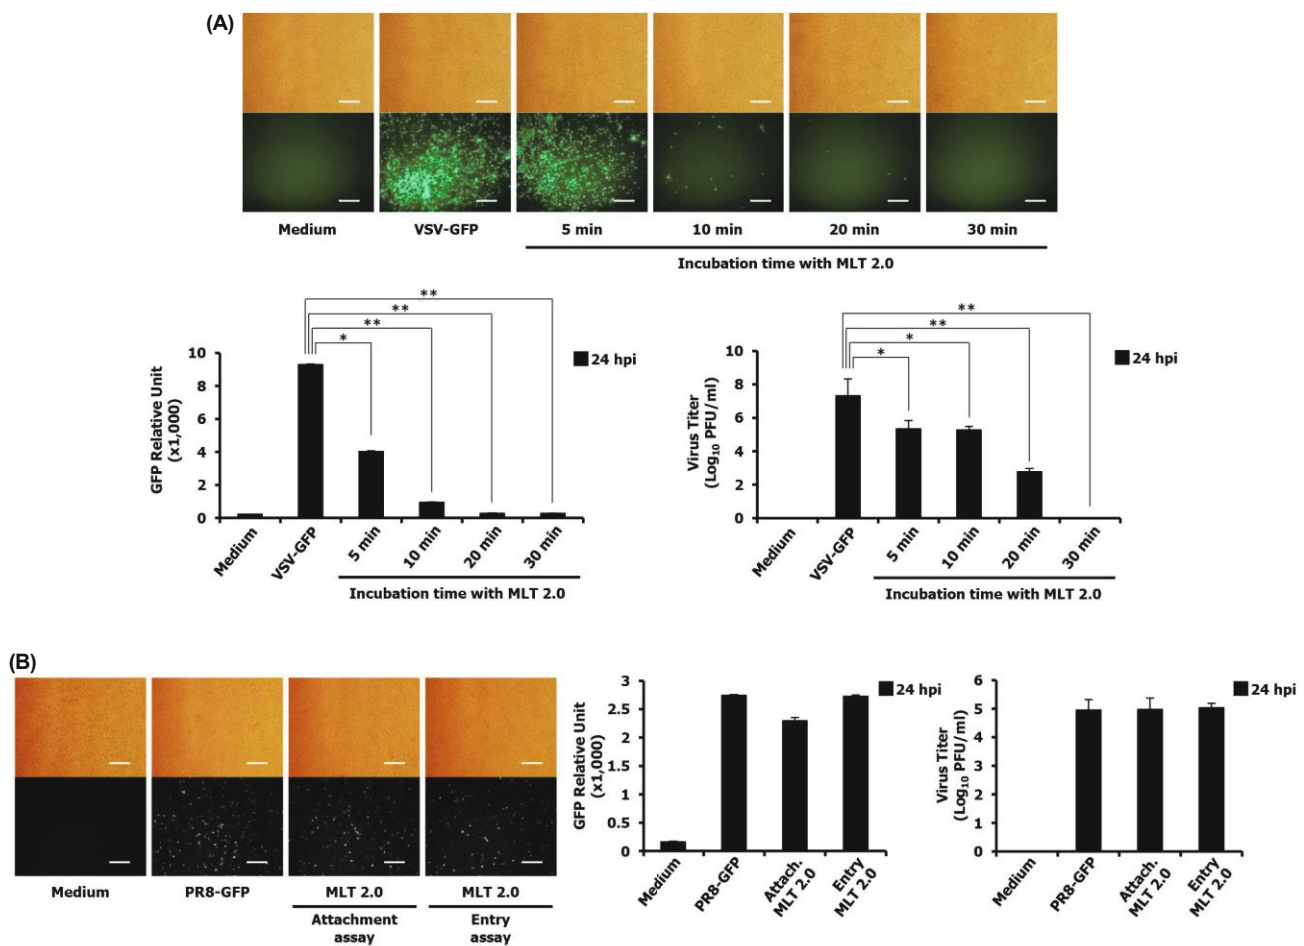 (A)
Medium VSV-GFP 5 min 10 min 20 min 30 min
Incubation time with MLT 2.0
GFP Relative Unit
(x1,000)
10
8
6
4
2
0
** ** ** *
24 hpi
Medium VSV-GFP 5 min 10 min 20 min 30 min
Incubation time with MLT 2.0
Virus Titer
(Log₁₀ PFU/ml)
10
8
6
4
2
0
** ** * *
24 hpi
Medium VSV-GFP 5 min 10 min 20 min 30 min
Incubation time with MLT 2.0
(B)
Medium PR8-GFP MLT 2.0 MLT 2.0
Attachment
assay
Entry
assay
GFP Relative Unit
(x1,000)
3
2.5
2
1.5
1
0.5
0
24 hpi
Medium
PR8-GFP
Attach.
MLT 2.0
Entry
MLT 2.0
Virus Titer
(Log₁₀ PFU/ml)
6
5
4
3
2
1
0
24 hpi
Medium
PR8-GFP
Attach.
MLT 2.0
Entry
MLT 2.0